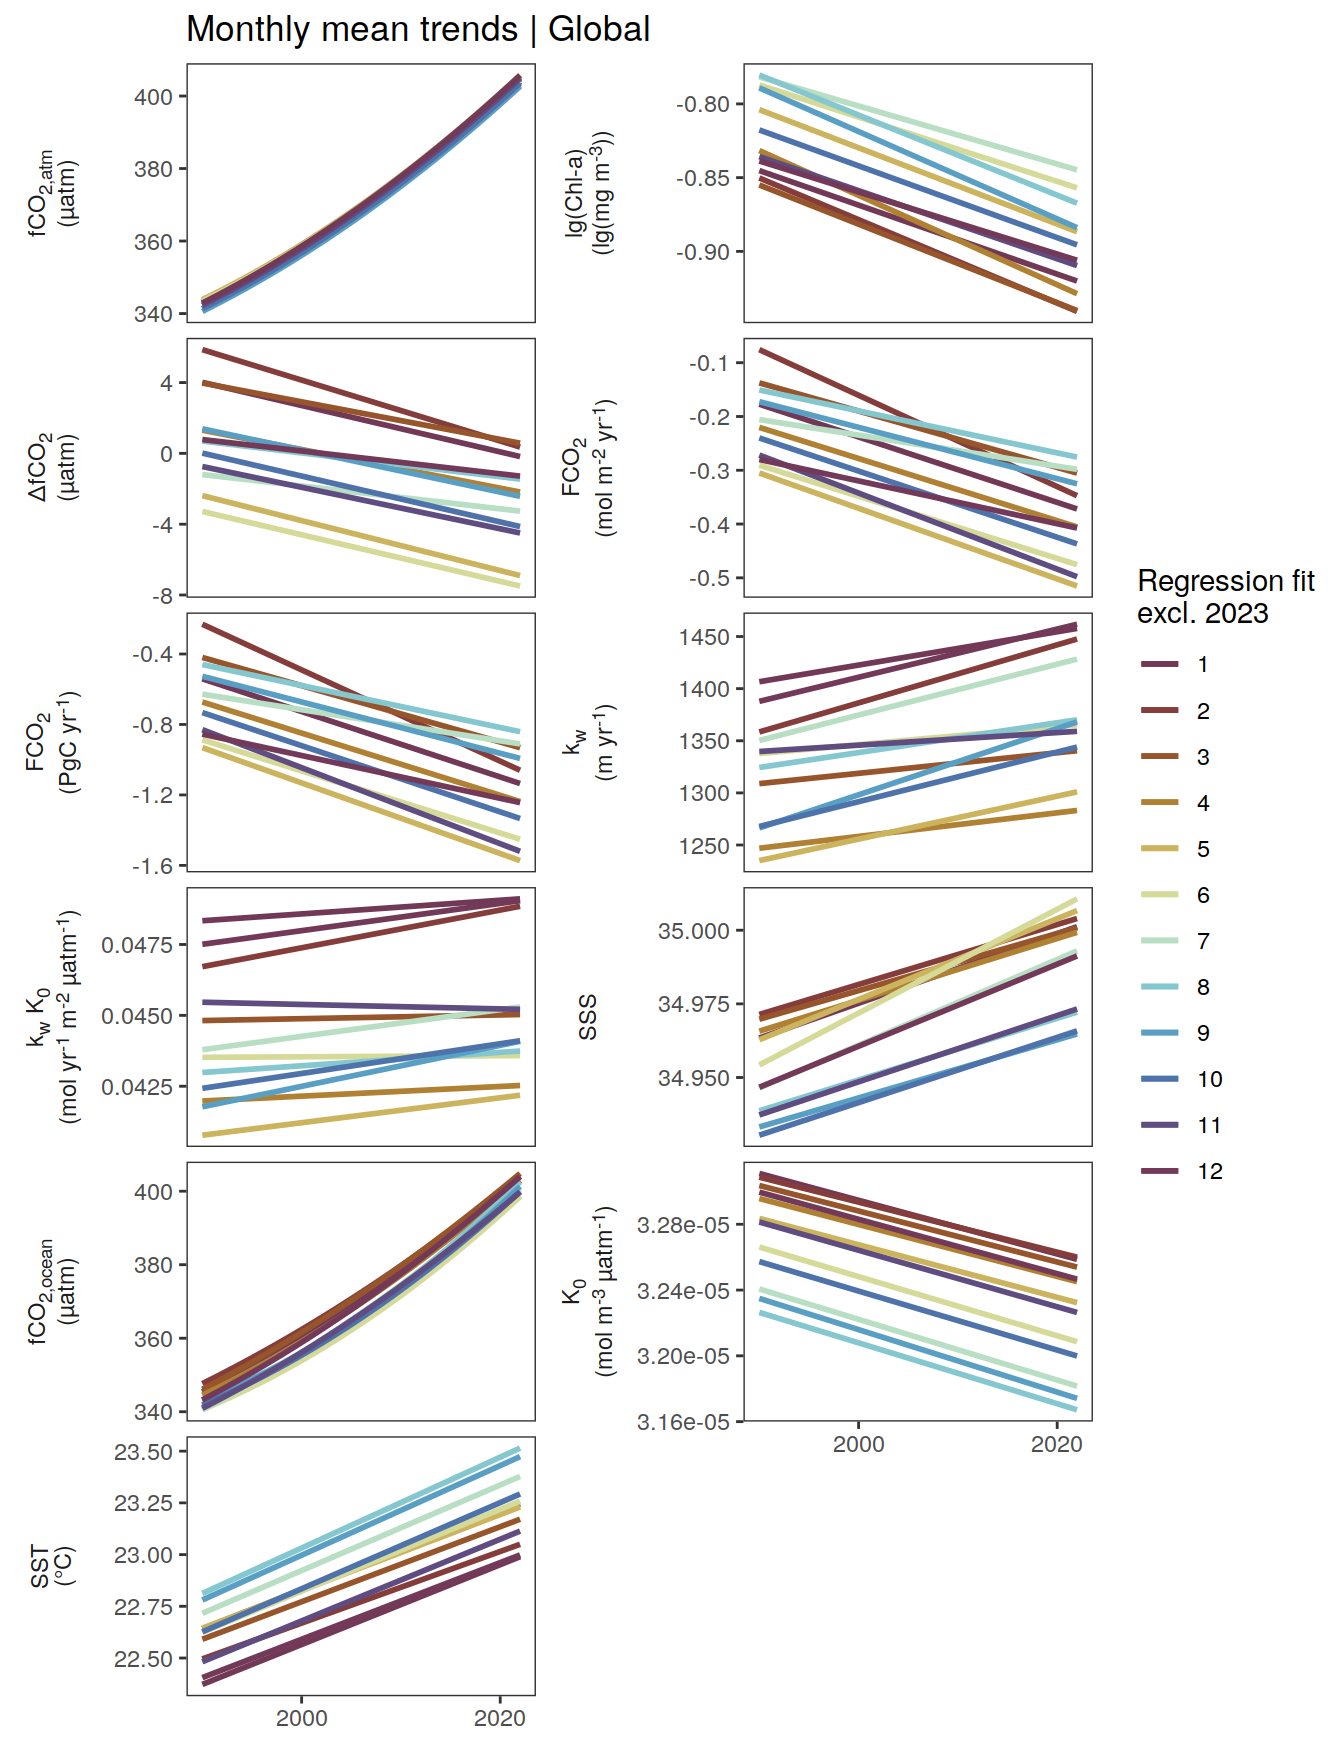 Monthly mean trends | Global
fCO2,atm
(µatm)
400
380
360
340
lg(Chl-a)
(lg(mg m-3))
-0.80
-0.85
-0.90
ΔfCO2
(µatm)
4
0
-4
-8
FCO2
(mol m-2 yr-1)
-0.1
-0.2
-0.3
-0.4
-0.5
FCO2
(PgC yr-1)
-0.4
-0.8
-1.2
-1.6
kw
(m yr-1)
1450
1400
1350
1300
1250
kw K0
(mol yr-1 m-2 µatm-1)
0.0475
0.0450
0.0425
SSS
35.000
34.975
34.950
fCO2,ocean
(µatm)
400
380
360
340
K0
(mol m-3 µatm-1)
3.28e-05
3.24e-05
3.20e-05
3.16e-05
2000 2020
SST
(°C)
23.50
23.25
23.00
22.75
22.50
2000 2020
Regression fit
excl. 2023
1
2
3
4
5
6
7
8
9
10
11
12